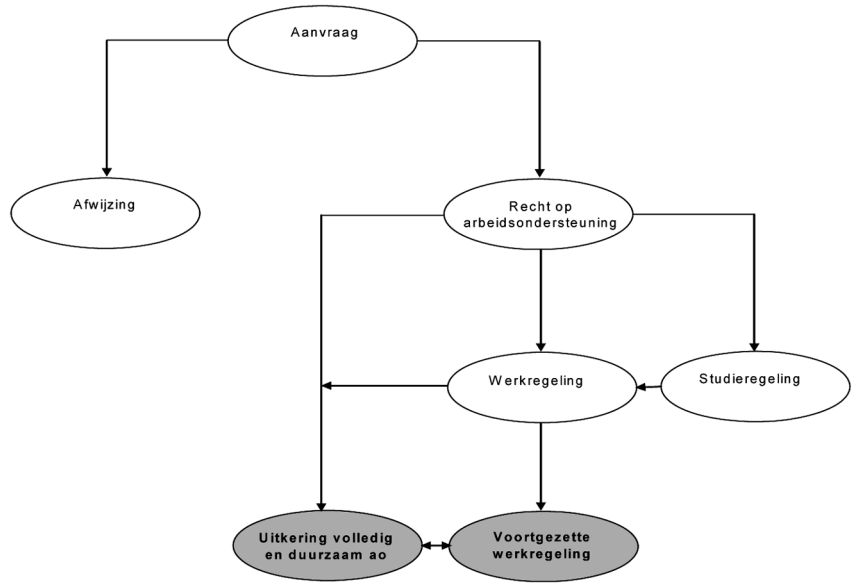 Aanvraag
Afwijzing
Recht op
arbeidsondersteuning
Werkregeling
Studieregeling
Uitkering volledig
en duurzaam ao
Voortgezette
werkregeling